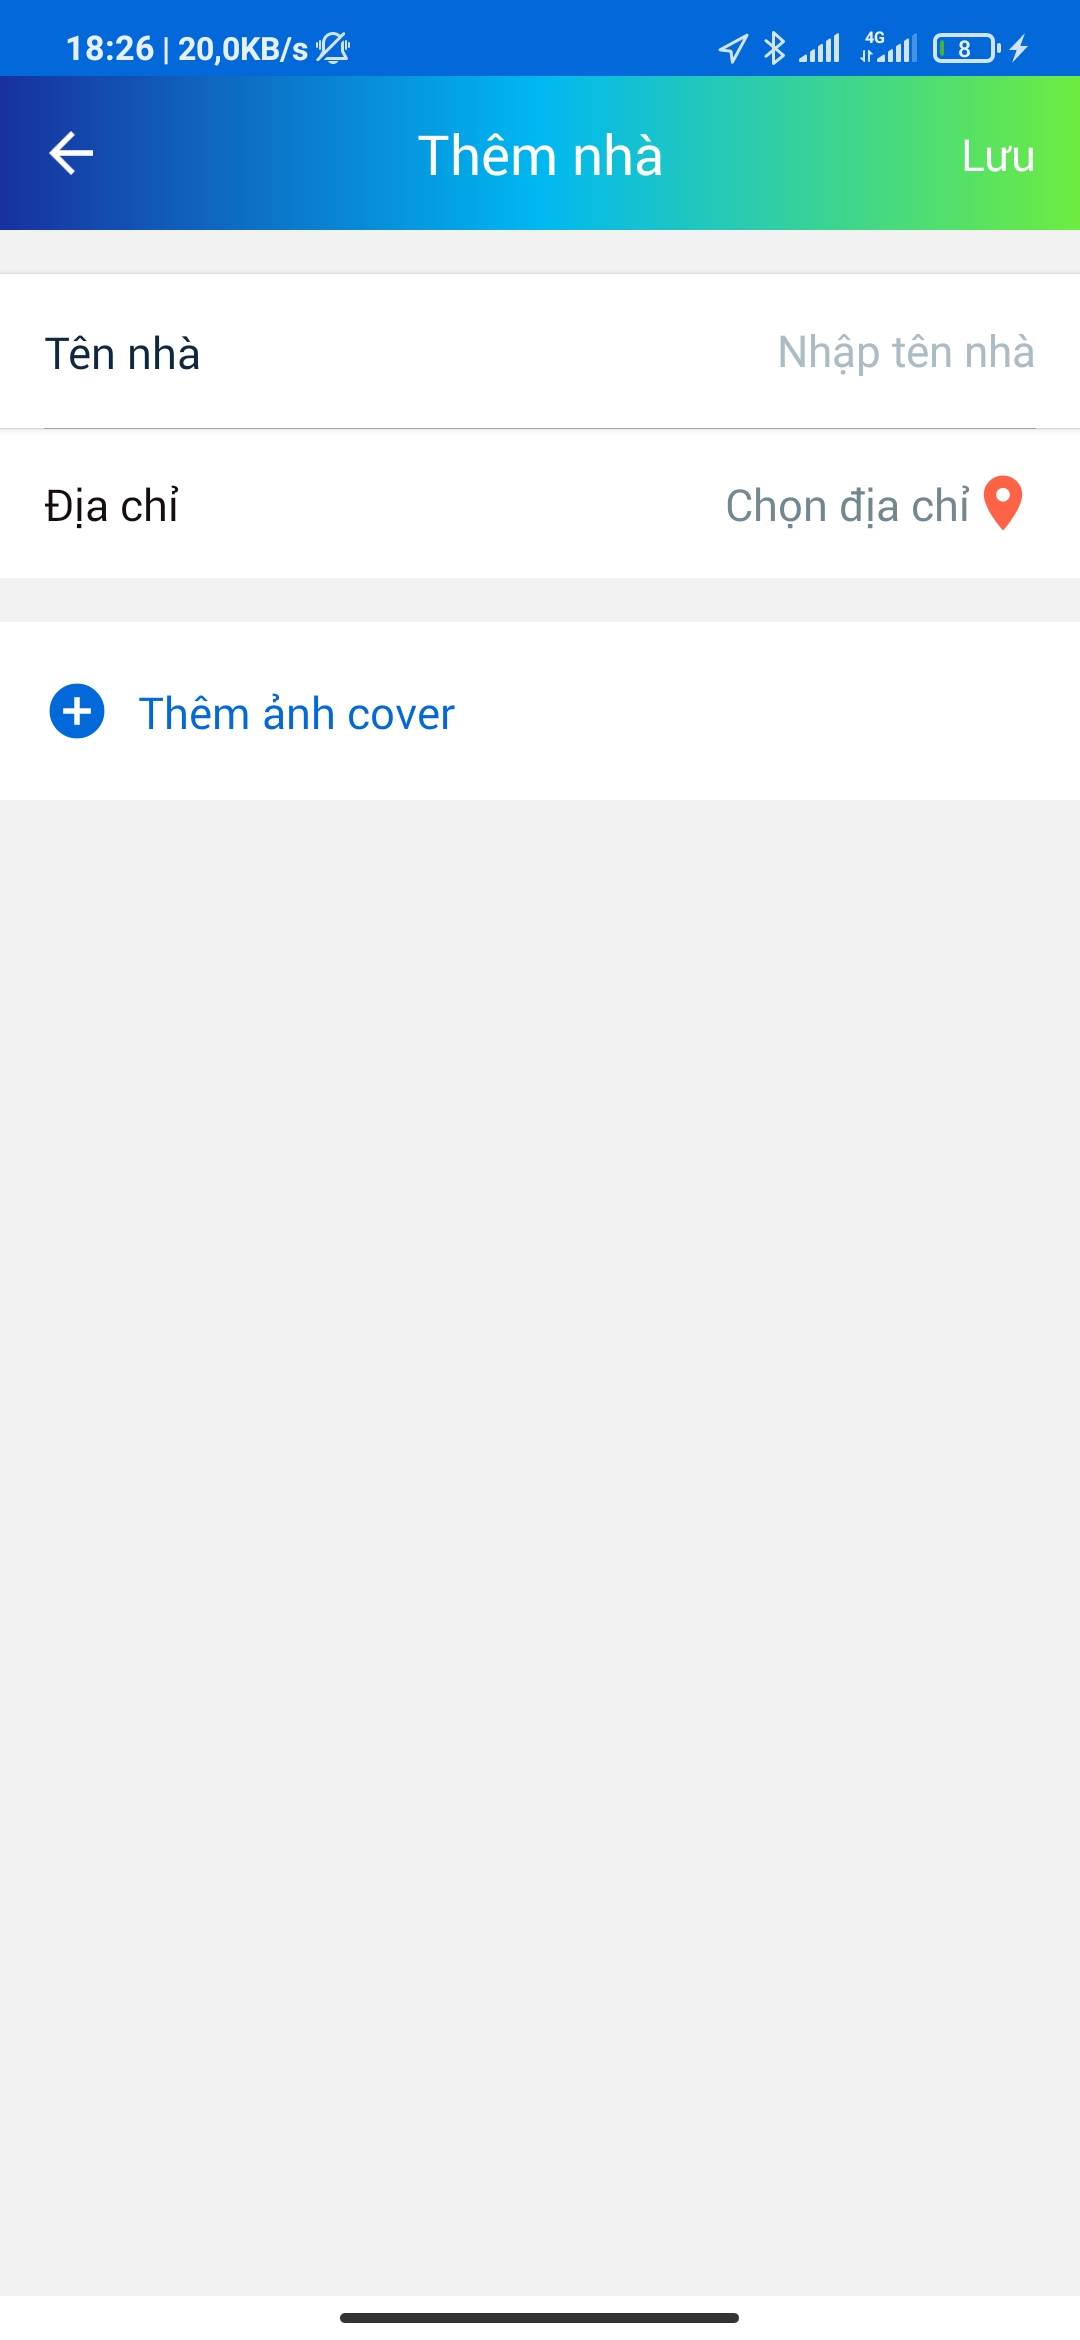 18:26 | 20,0KB/s 4G 8
Thêm nhà Lưu
Tên nhà Nhập tên nhà
Địa chỉ Chọn địa chỉ
Thêm ảnh cover